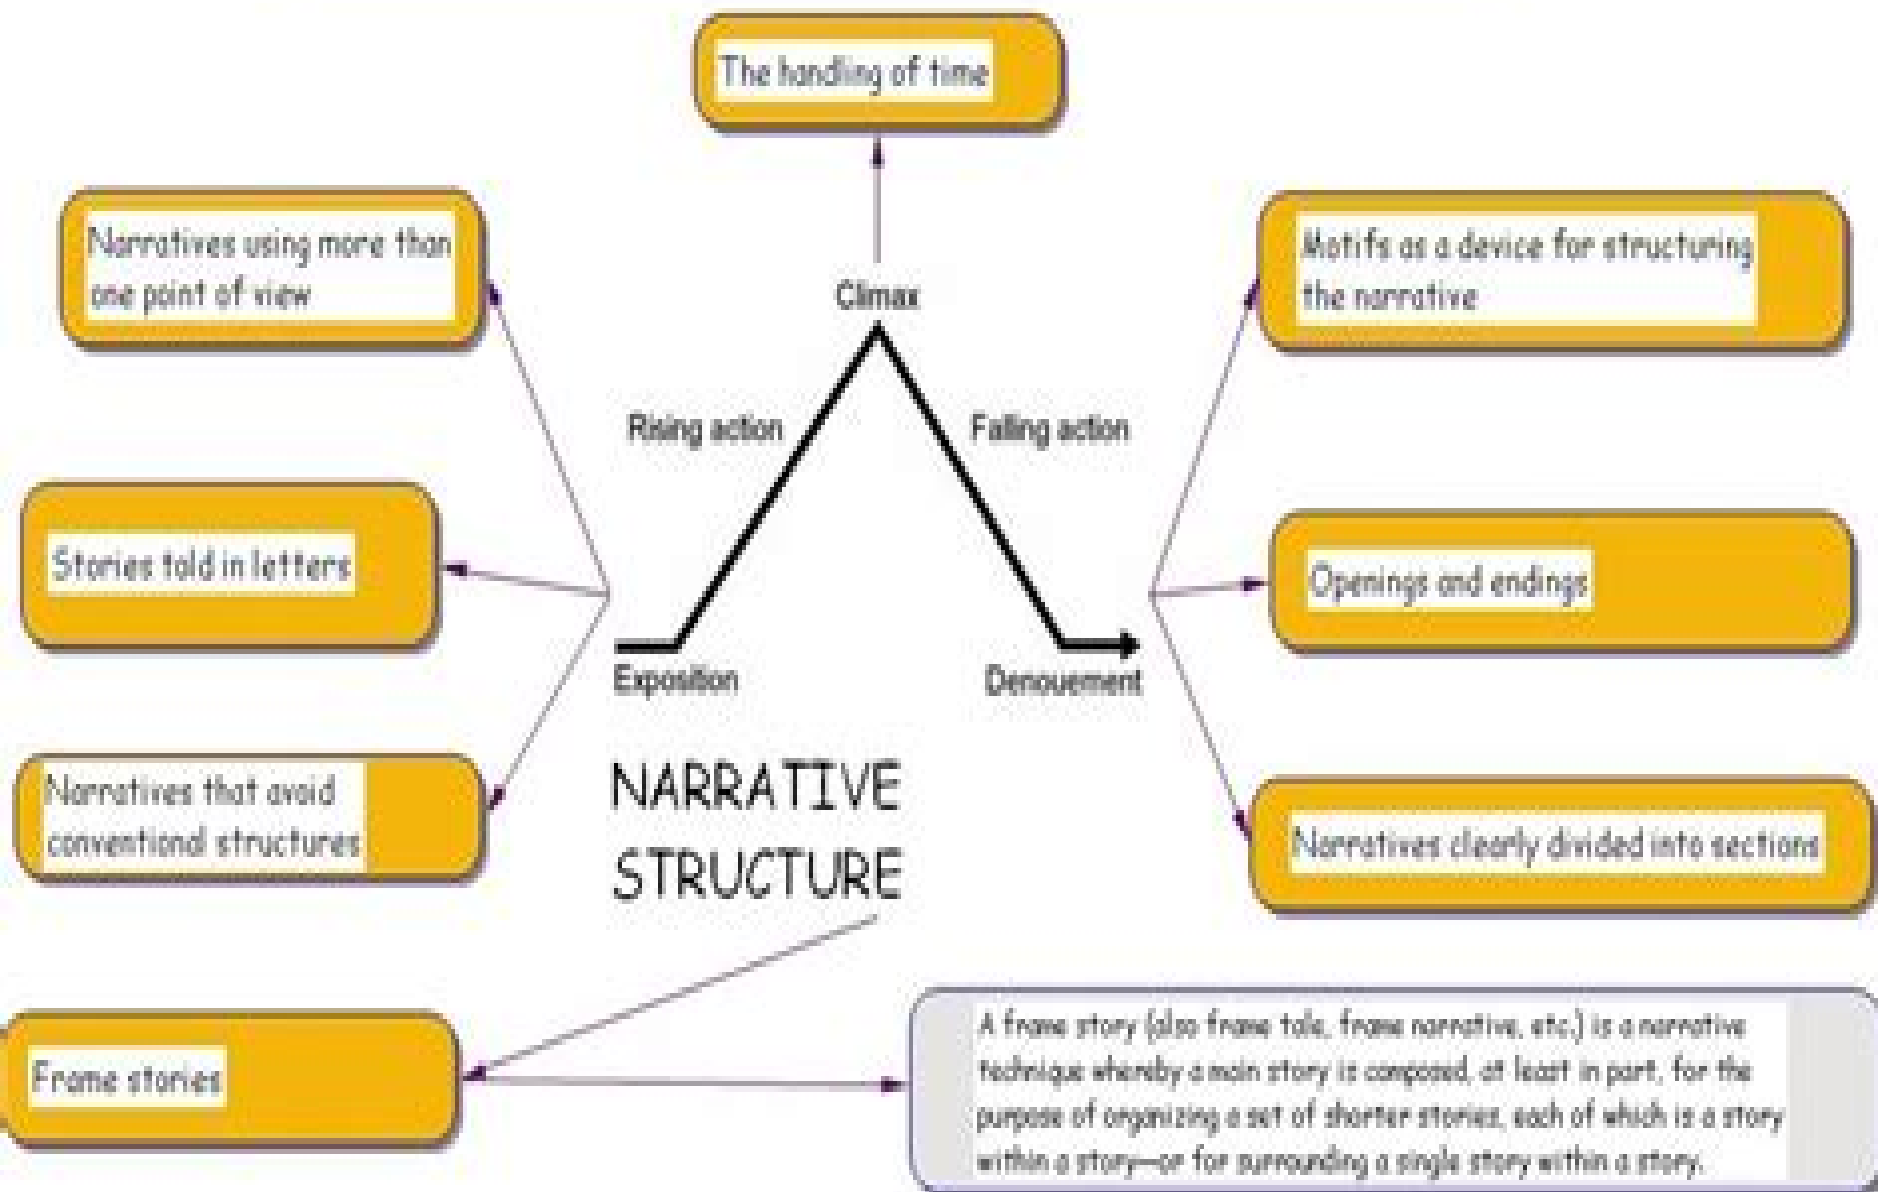 The handling of time
Narratives using more than
one point of view
Motifs as a device for structuring
the narrative
Climax
Rising action
Falling action
Stories told in letters
Openings and endings
Exposition
Denouement
Narratives that avoid
conventional structures
NARRATIVE
STRUCTURE
Narratives clearly divided into sections
Frame stories
A frame story (also frame tale, frame narrative, etc.) is a narrative
technique whereby a main story is composed, at least in part, for the
purpose of organizing a set of shorter stories, each of which is a story
within a story—or for surrounding a single story within a story.